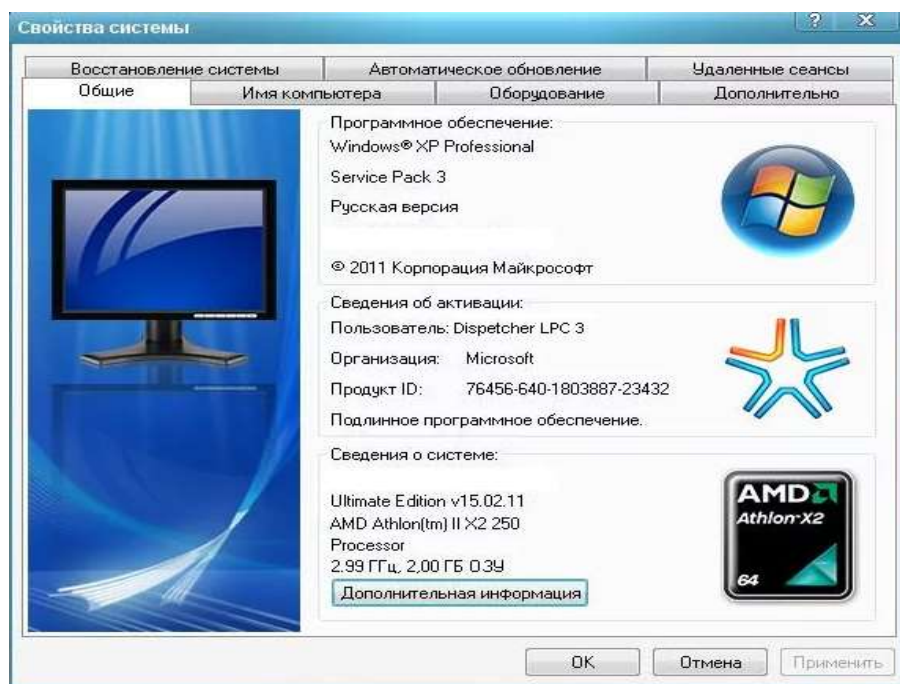 Свойства системы
Восстановление системы Автоматическое обновление Удаленные сеансы
Общие Имя компьютера Оборудование Дополнительно
Программное обеспечение:
Windows® XP Professional
Service Pack 3
Русская версия
© 2011 Корпорация Майкрософт
Сведения об активации:
Пользователь: Dispetcher LPC 3
Организация: Microsoft
Продукт ID: 76456-640-1803887-23432
Подлинное программное обеспечение.
Сведения о системе:
Ultimate Edition v15.02.11
AMD Athlon(tm) II X2 250
Processor
2.99 ГГц, 2,00 ГБ ОЗУ
Дополнительная информация
AMD
Athlon X2
64
OK Отмена Применить